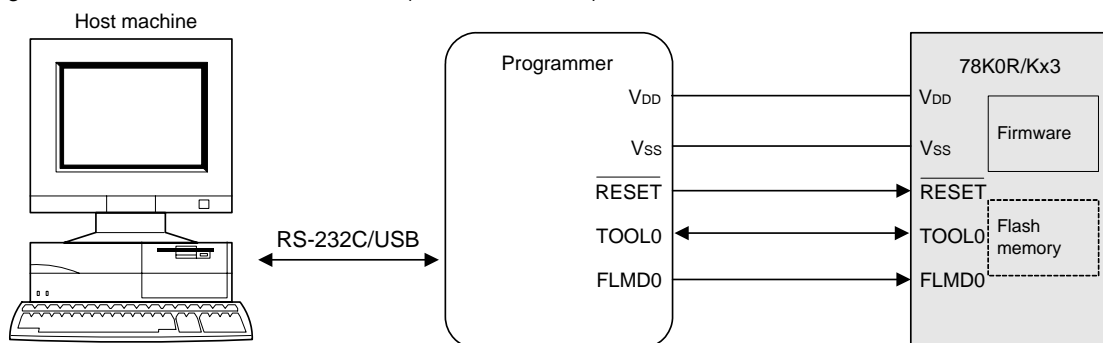 Host machine
RS-232C/USB
Programmer
VDD
VSS
RESET
TOOL0
FLMD0
78K0R/Kx3
VDD
VSS
RESET
TOOL0
FLMD0
Firmware
Flash
memory